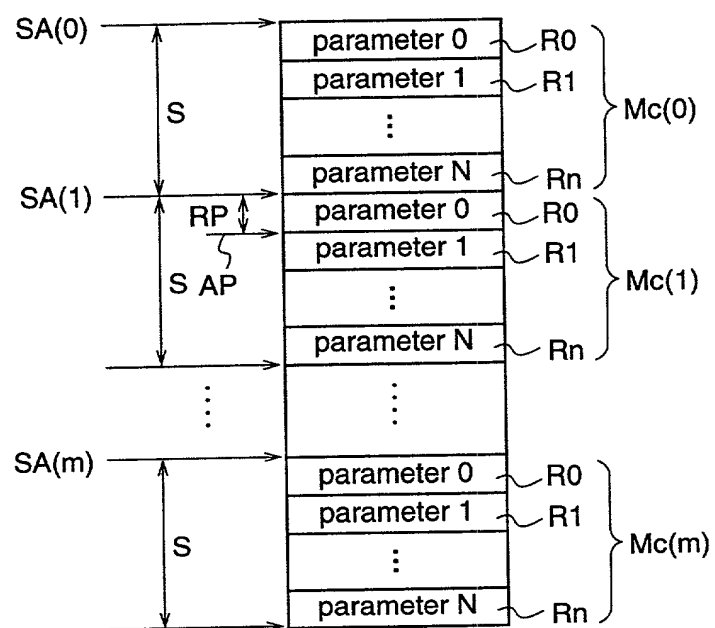 SA(0)
parameter 0 R0
parameter 1 R1
S
⋮
Mc(0)
parameter N Rn
SA(1)
parameter 0 R0
RP
parameter 1 R1
AP
S
⋮
Mc(1)
parameter N Rn
⋮ ⋮
SA(m)
parameter 0 R0
parameter 1 R1
S
⋮
Mc(m)
parameter N Rn